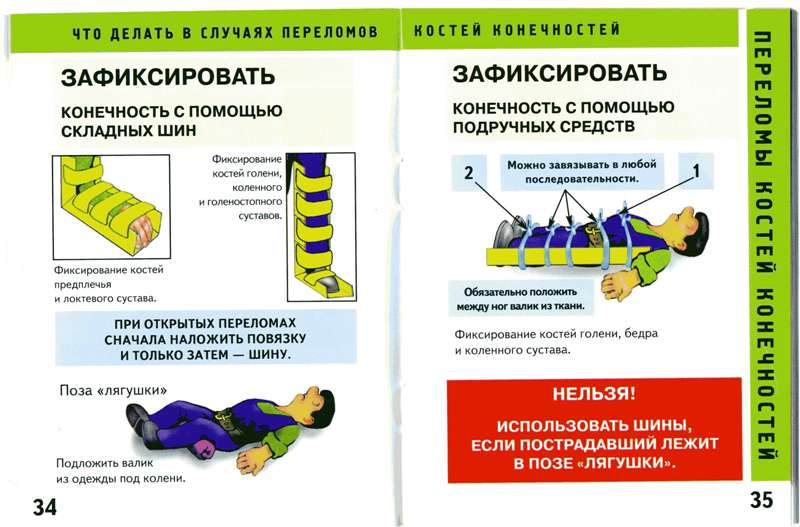 ЧТО ДЕЛАТЬ В СЛУЧАЯХ ПЕРЕЛОМОВ
ЗАФИКСИРОВАТЬ
КОНЕЧНОСТЬ С ПОМОЩЬЮ
СКЛАДНЫХ ШИН
Фиксирование
костей голени,
коленного
и голеностопного
суставов.
Фиксирование костей
предплечья
и локтевого сустава.
ПРИ ОТКРЫТЫХ ПЕРЕЛОМАХ
СНАЧАЛА НАЛОЖИТЬ ПОВЯЗКУ
И ТОЛЬКО ЗАТЕМ — ШИНУ.
Поза «лягушки»
Подложить валик
из одежды под колени.
34
КОСТЕЙ КОНЕЧНОСТЕЙ
ЗАФИКСИРОВАТЬ
КОНЕЧНОСТЬ С ПОМОЩЬЮ
ПОДРУЧНЫХ СРЕДСТВ
2
Можно завязывать в любой
последовательности.
1
Обязательно положить
между ног валик из ткани.
Фиксирование костей голени, бедра
и коленного сустава.
НЕЛЬЗЯ!
ИСПОЛЬЗОВАТЬ ШИНЫ,
ЕСЛИ ПОСТРАДАВШИЙ ЛЕЖИТ
В ПОЗЕ «ЛЯГУШКИ».
ПЕРЕЛОМЫ КОСТЕЙ КОНЕЧНОСТЕЙ
35